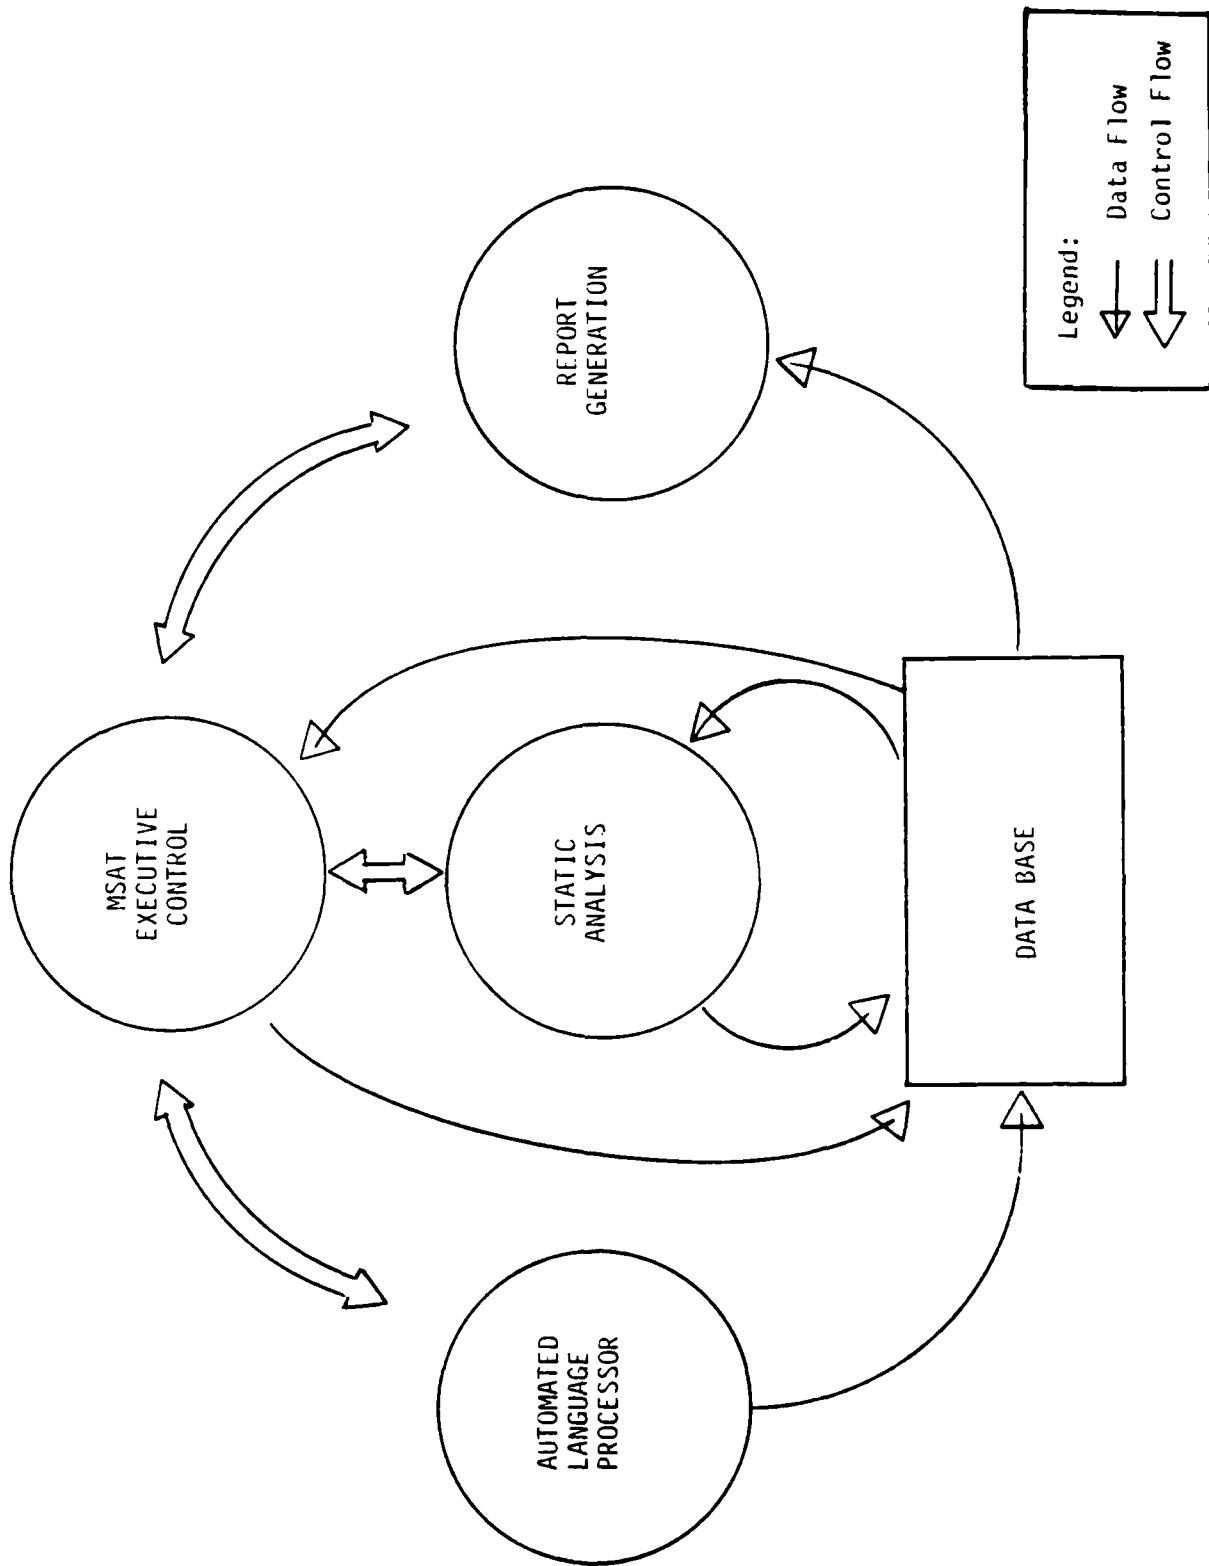 MSAT
EXECUTIVE
CONTROL
AUTOMATED
LANGUAGE
PROCESSOR
STATIC
ANALYSIS
REPORT
GENERATION
DATA BASE
Legend:
Data Flow
Control Flow